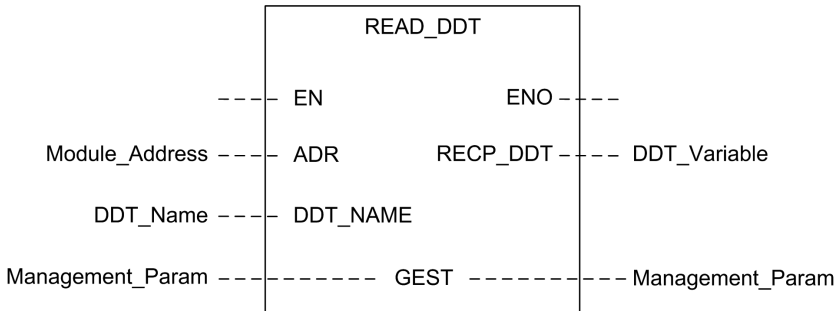 READ_DDT
EN ENO
Module_Address ADR RECP_DDT DDT_Variable
DDT_Name DDT_NAME
Management_Param GEST Management_Param